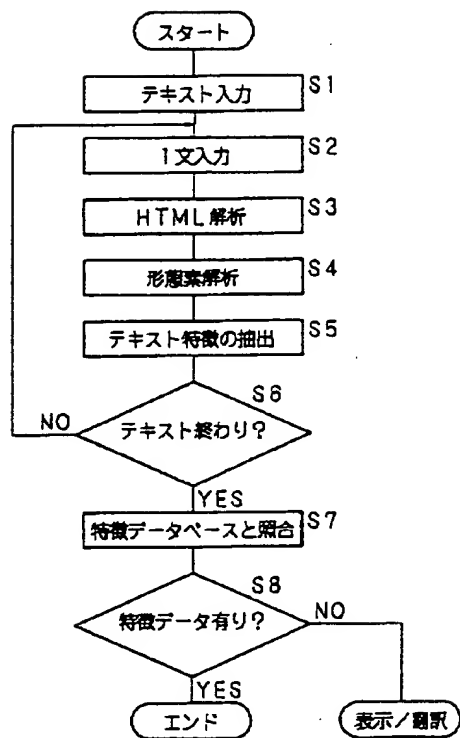 スタート
テキスト入力 S1
1文入力 S2
HTML解析 S3
形態素解析 S4
テキスト特徴の抽出 S5
S6
NO テキスト終わり?
YES
特徴データベースと照合 S7
S8
特徴データ有り? NO
YES
エンド 表示/翻訳